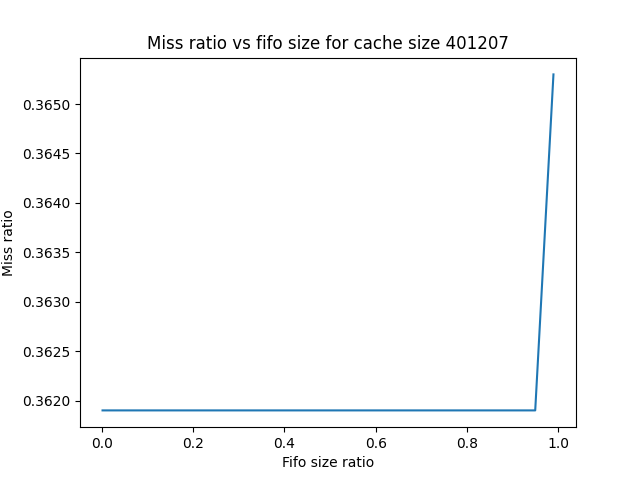 Miss ratio vs fifo size for cache size 401207
0.3650
0.3645
0.3640
0.3635
0.3630
0.3625
0.3620
Miss ratio
0.0 0.2 0.4 0.6 0.8 1.0
Fifo size ratio